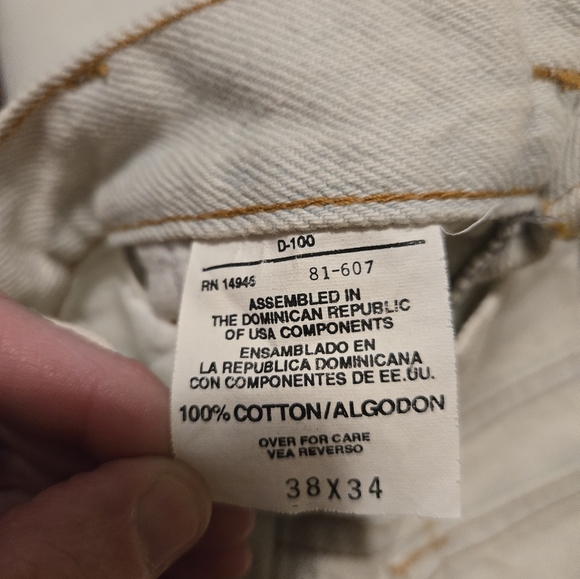 D-100
RN 14946 81-607
ASSEMBLED IN
THE DOMINICAN REPUBLIC
OF USA COMPONENTS
ENSAMBLADO EN
LA REPUBLICA DOMINICANA
CON COMPONENTES DE EE.UU.
100% COTTON/ALGODON
OVER FOR CARE
VEA REVERSO
38X34